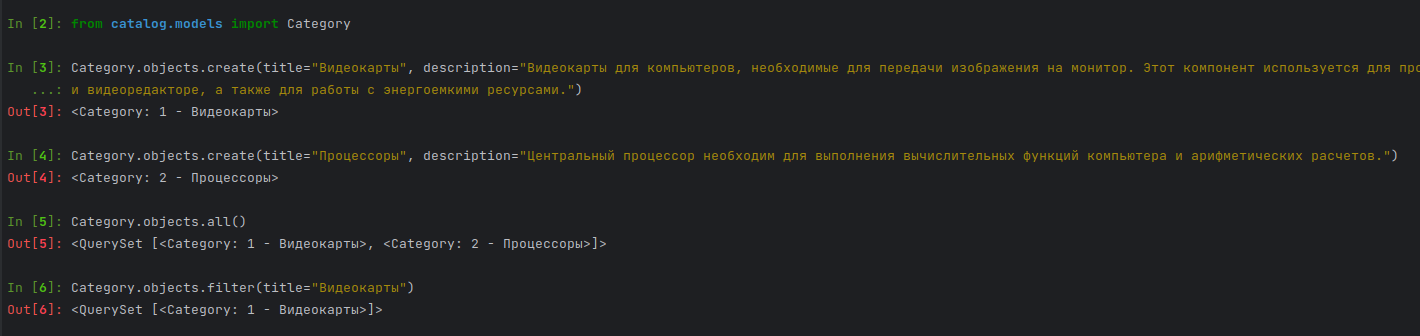 In [2]: from catalog.models import Category
In [3]: Category.objects.create(title="Видеокарты", description="Видеокарты для компьютеров, необходимые для передачи изображения на монитор. Этот компонент используется для
...: и видеоредакторе, а также для работы с энергоемкими ресурсами.")
Out[3]: <Category: 1 - Видеокарты>
In [4]: Category.objects.create(title="Процессоры", description="Центральный процессор необходим для выполнения вычислительных функций компьютера и арифметических расчетов.")
Out[4]: <Category: 2 - Процессоры>
In [5]: Category.objects.all()
Out[5]: <QuerySet [<Category: 1 - Видеокарты>, <Category: 2 - Процессоры>]>
In [6]: Category.objects.filter(title="Видеокарты")
Out[6]: <QuerySet [<Category: 1 - Видеокарты>]>